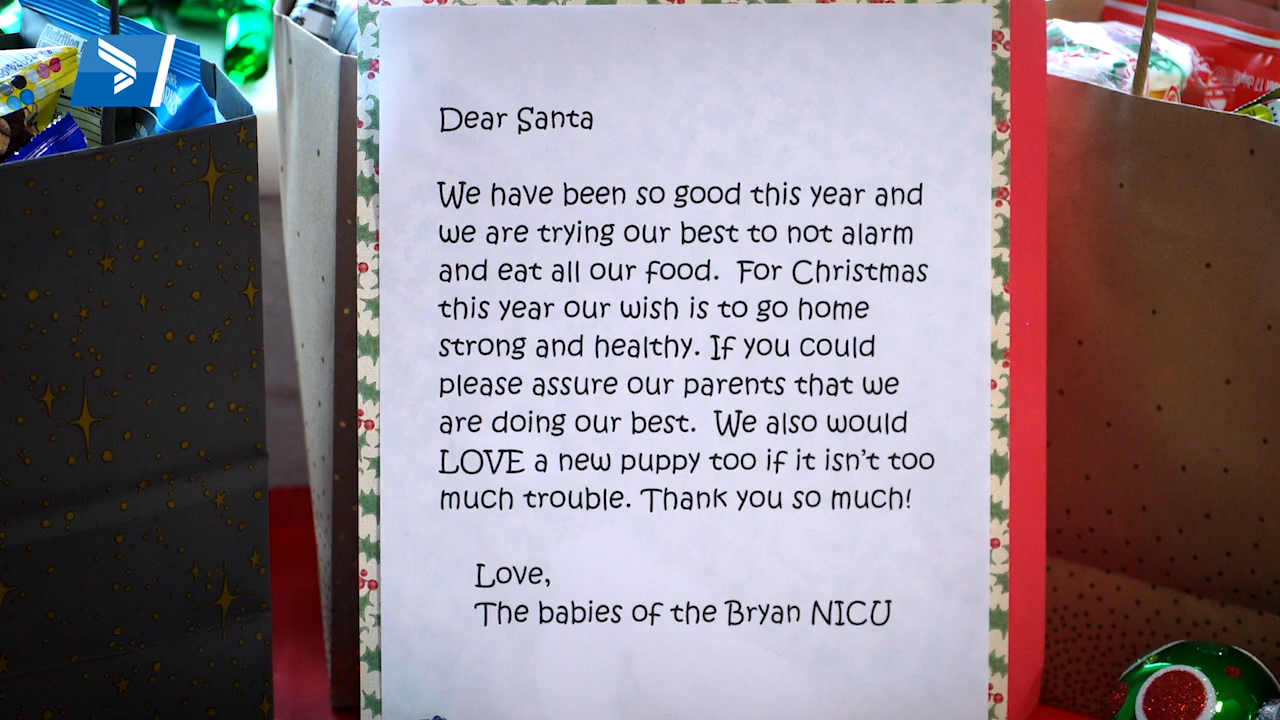 Dear Santa
We have been so good this year and
we are trying our best to not alarm
and eat all our food.  For Christmas
this year our wish is to go home
strong and healthy. If you could
please assure our parents that we
are doing our best.  We also would
LOVE a new puppy too if it isn't too
much trouble. Thank you so much!
Love,
The babies of the Bryan NICU